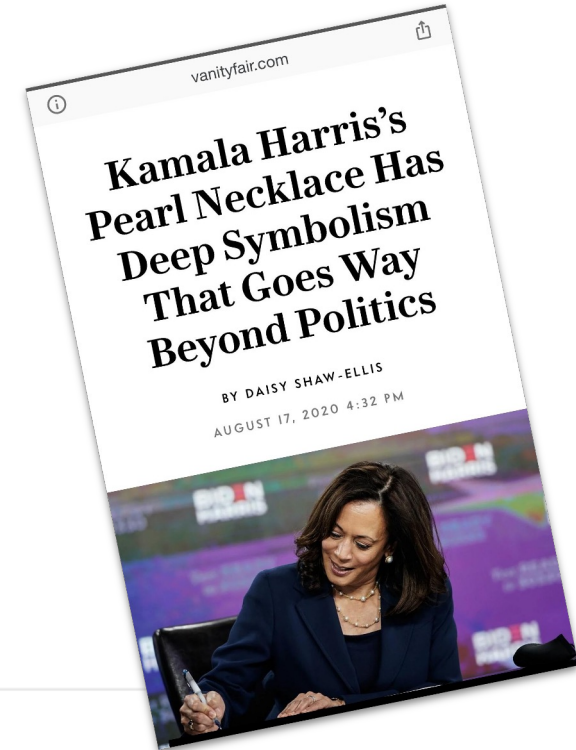 vanityfair.com
Kamala Harris's
Pearl Necklace Has
Deep Symbolism
That Goes Way
Beyond Politics
BY DAISY SHAW-ELLIS
AUGUST 17, 2020 4:32 PM
BIDEN
HARRIS
BIDEN
HARRIS
BIDEN
HARRIS